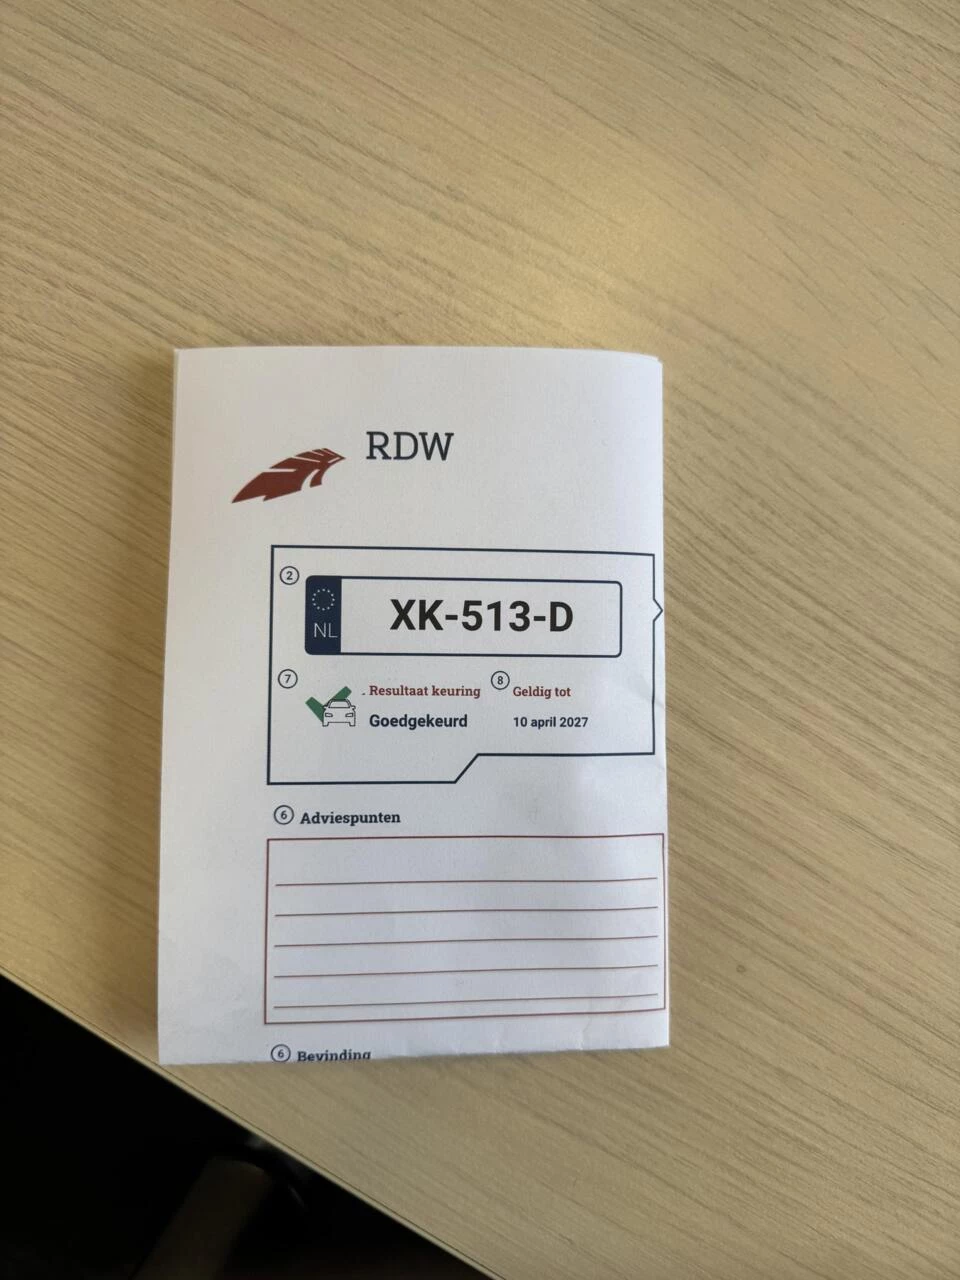 RDW
2
NL
XK-513-D
7
Resultaat keuring
8
Geldig tot
Goedgekeurd
10 april 2027
6 Adviespunten
6 Bevinding